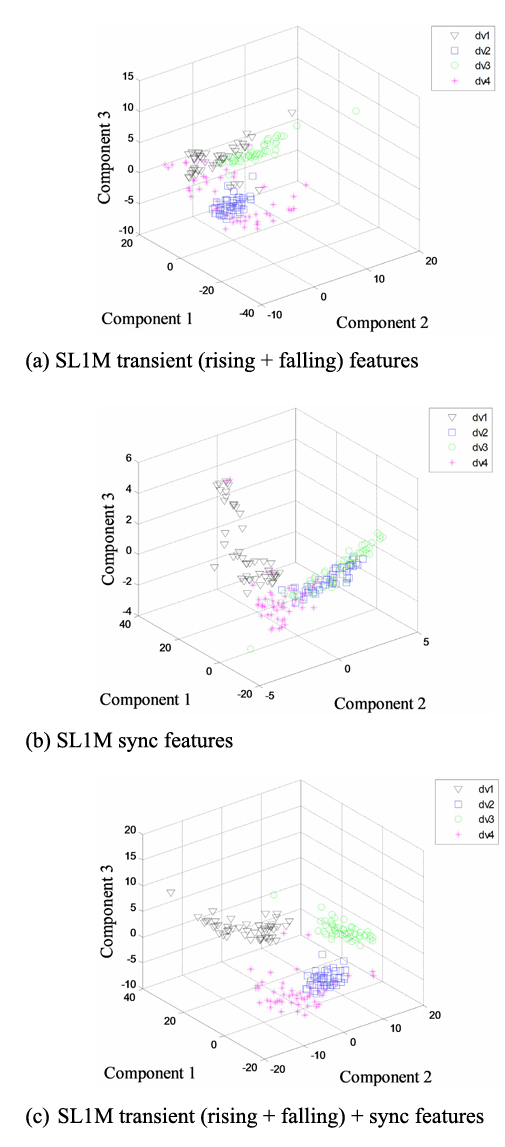 dv1
dv2
dv3
dv4
15
10
5
0
-5
-10
Component 3
20
0
-20
-40
Component 1
-10
0
10
20
Component 2
(a) SL1M transient (rising + falling) features
dv1
dv2
dv3
dv4
6
4
2
0
-2
-4
Component 3
40
20
0
-20
Component 1
-5
0
5
Component 2
(b) SL1M sync features
dv1
dv2
dv3
dv4
20
15
10
5
0
-5
-10
Component 3
40
20
0
-20
Component 1
-20
-10
0
10
20
Component 2
(c) SL1M transient (rising + falling) + sync features